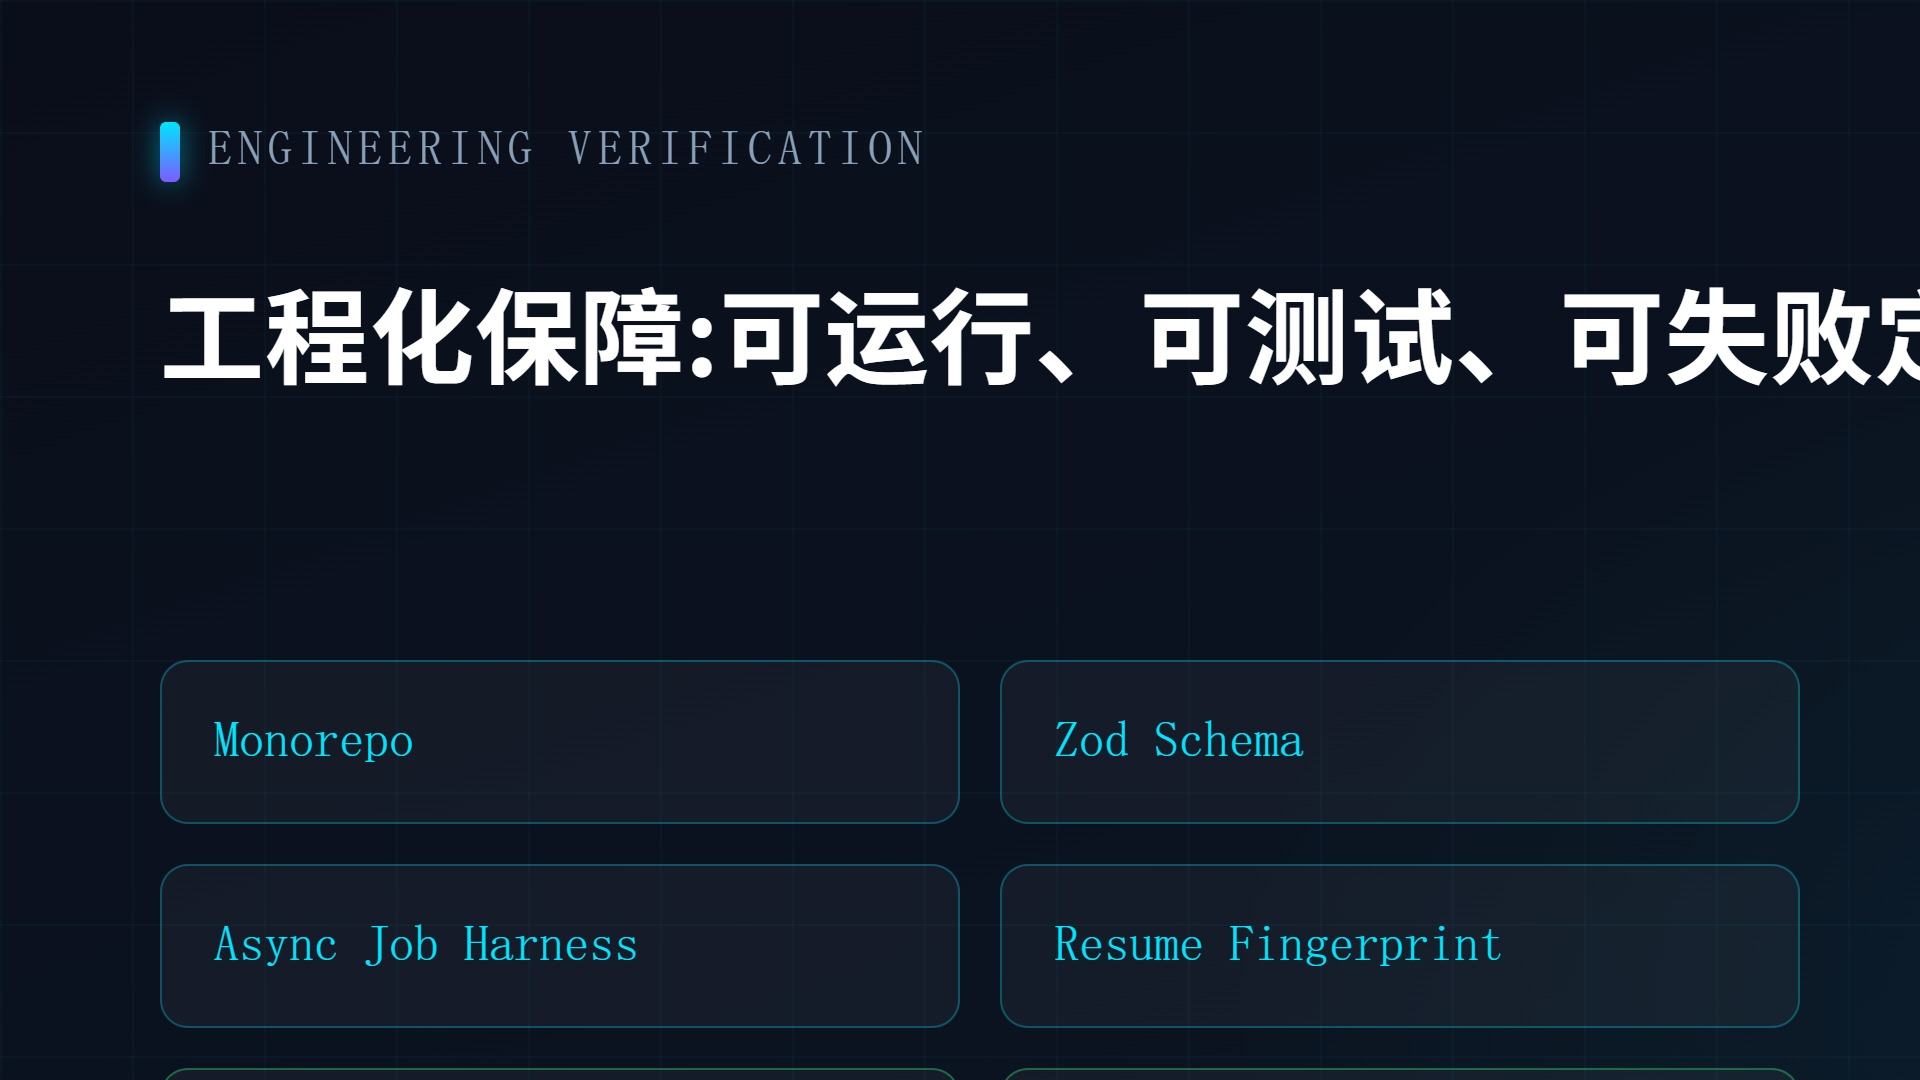 ENGINEERING VERIFICATION
工程化保障:可运行、可测试、可失败定
Monorepo
Zod Schema
Async Job Harness
Resume Fingerprint